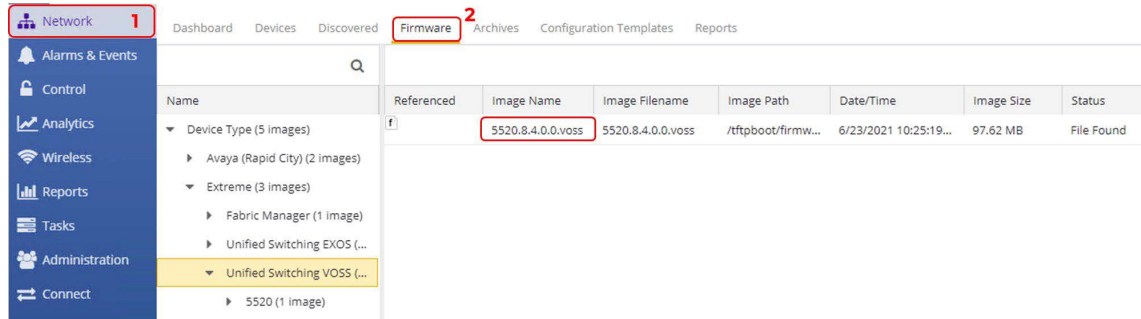 Network 1
Alarms & Events
Control
Analytics
Wireless
Reports
Tasks
Administration
Connect
Dashboard Devices Discovered Firmware 2 Archives Configuration Templates Reports
Name
Device Type (5 images)
Avaya (Rapid City) (2 images)
Extreme (3 images)
Fabric Manager (1 image)
Unified Switching EXOS (...
Unified Switching VOSS (...
5520 (1 image)
Referenced Image Name Image Filename Image Path Date/Time Image Size Status
f 5520.8.4.0.0.voss 5520.8.4.0.0.voss /tftpboot/firmw... 6/23/2021 10:25:19... 97.62 MB File Found